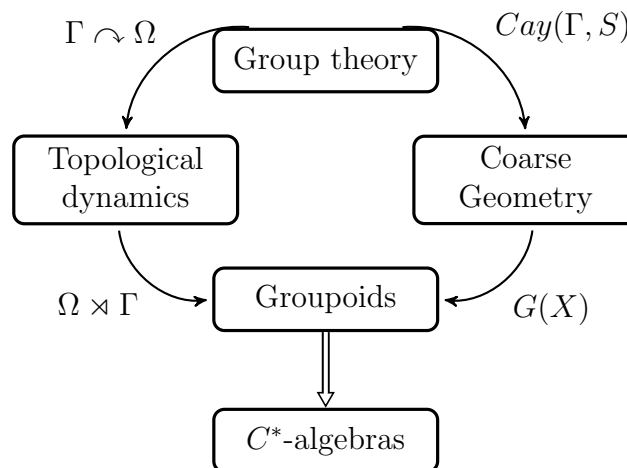 Γ ↷ Ω
Cay(Γ, S)
Group theory
Topological
dynamics
Coarse
Geometry
Ω ⋊ Γ
Groupoids
G(X)
C*-algebras